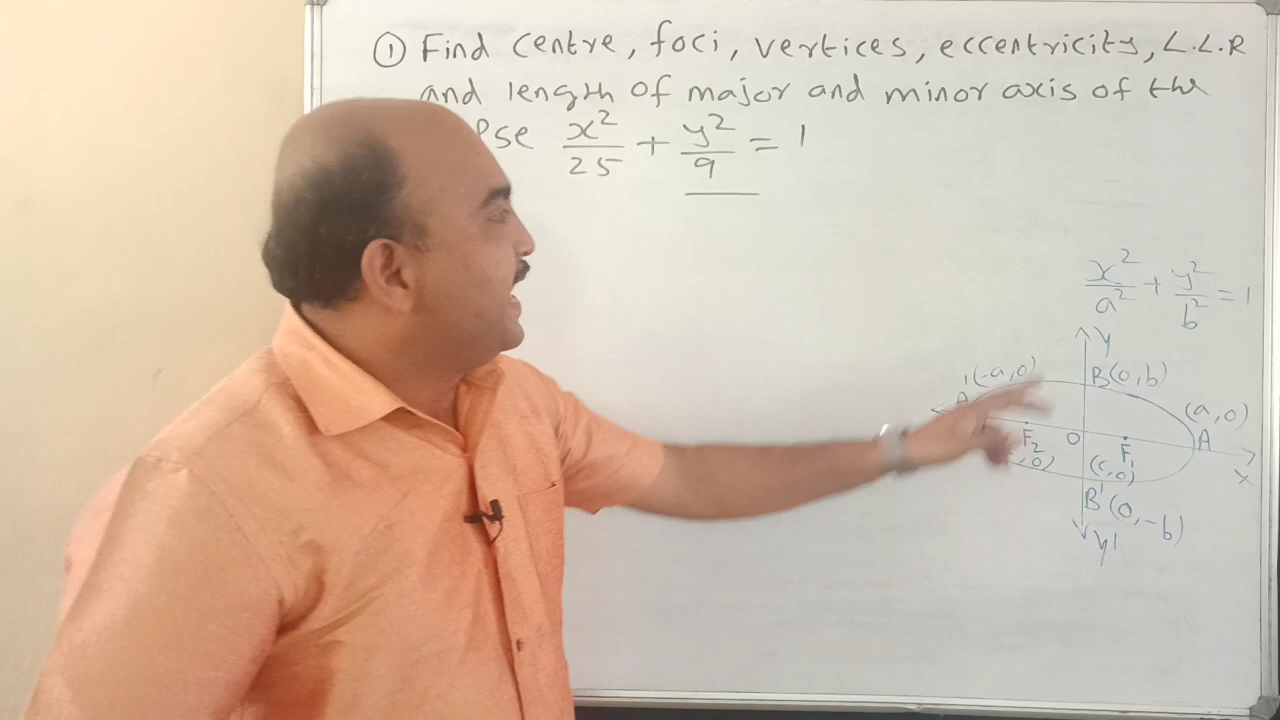 ① Find centre, foci, vertices, eccentricity, L.L.R
and length of major and minor axis of the
pse x²/25 + y²/9 = 1
x²/a² + y²/b² = 1
y
A' (-a,0) B(0,b)
(a,0)
F₂ O F₁ A
,0) (c,0) x
B' (0,-b)
y'